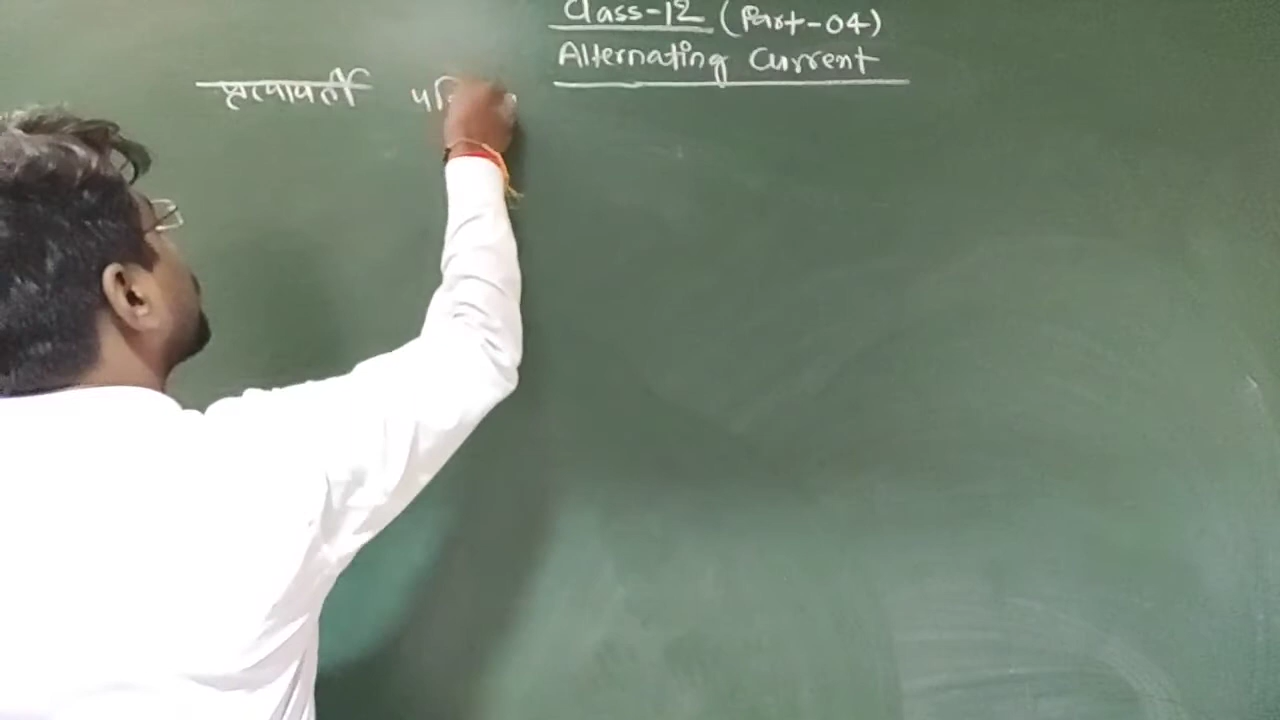 Class-12 (Part-04)
Alternating Current
प्रत्यावर्ती